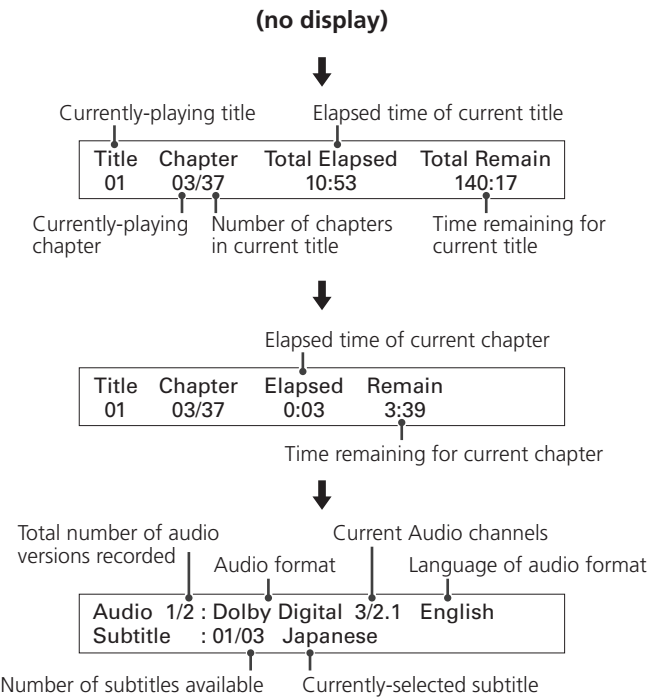 (no display)
Currently-playing title Elapsed time of current title
Title Chapter Total Elapsed Total Remain
01 03/37 10:53 140:17
Currently-playing Number of chapters Time remaining for
chapter in current title current title
Elapsed time of current chapter
Title Chapter Elapsed Remain
01 03/37 0:03 3:39
Time remaining for current chapter
Total number of audio Current Audio channels
versions recorded Audio format Language of audio format
Audio 1/2 : Dolby Digital 3/2.1 English
Subtitle : 01/03 Japanese
Number of subtitles available Currently-selected subtitle